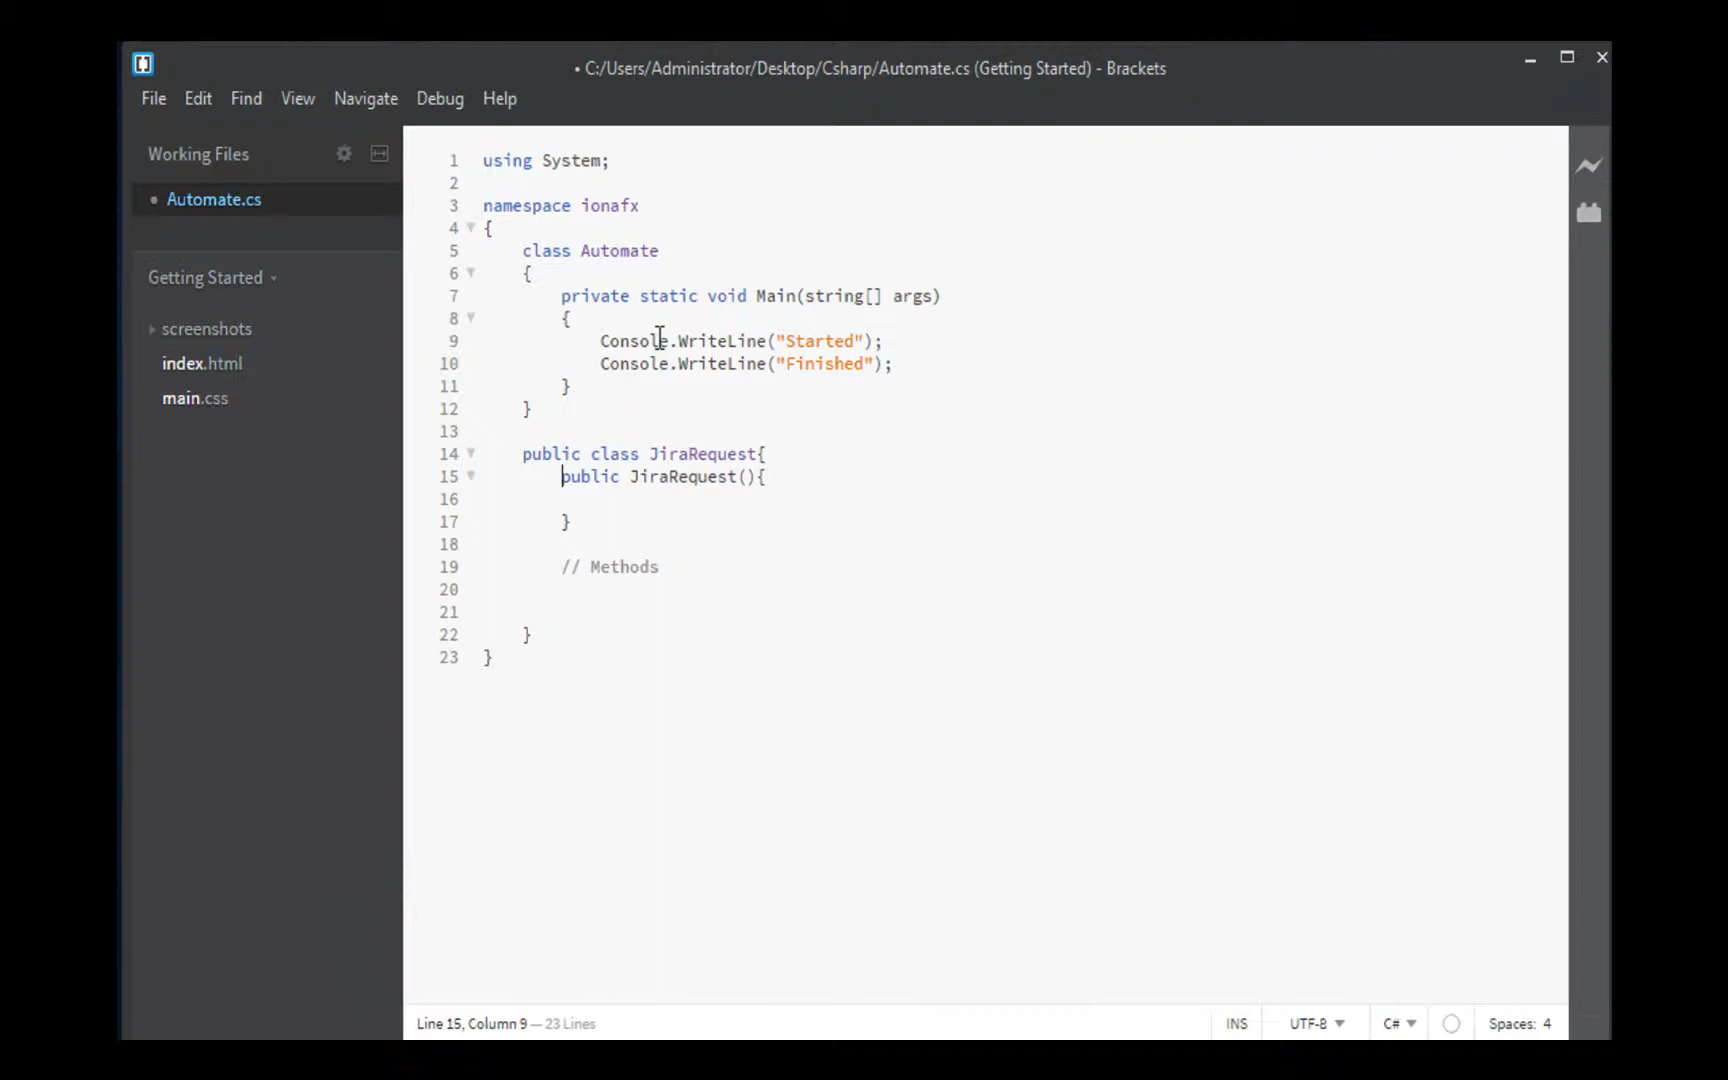 • C:/Users/Administrator/Desktop/Csharp/Automate.cs (Getting Started) - Brackets
File Edit Find View Navigate Debug Help
Working Files
• Automate.cs
Getting Started
screenshots
index.html
main.css
1 using System;
2
3 namespace ionafx
4 {
5 class Automate
6 {
7 private static void Main(string[] args)
8 {
9 Console.WriteLine("Started");
10 Console.WriteLine("Finished");
11 }
12 }
13
14 public class JiraRequest{
15 public JiraRequest(){
16
17 }
18
19 // Methods
20
21
22 }
23 }
Line 15, Column 9 — 23 Lines
INS UTF-8 C# Spaces: 4